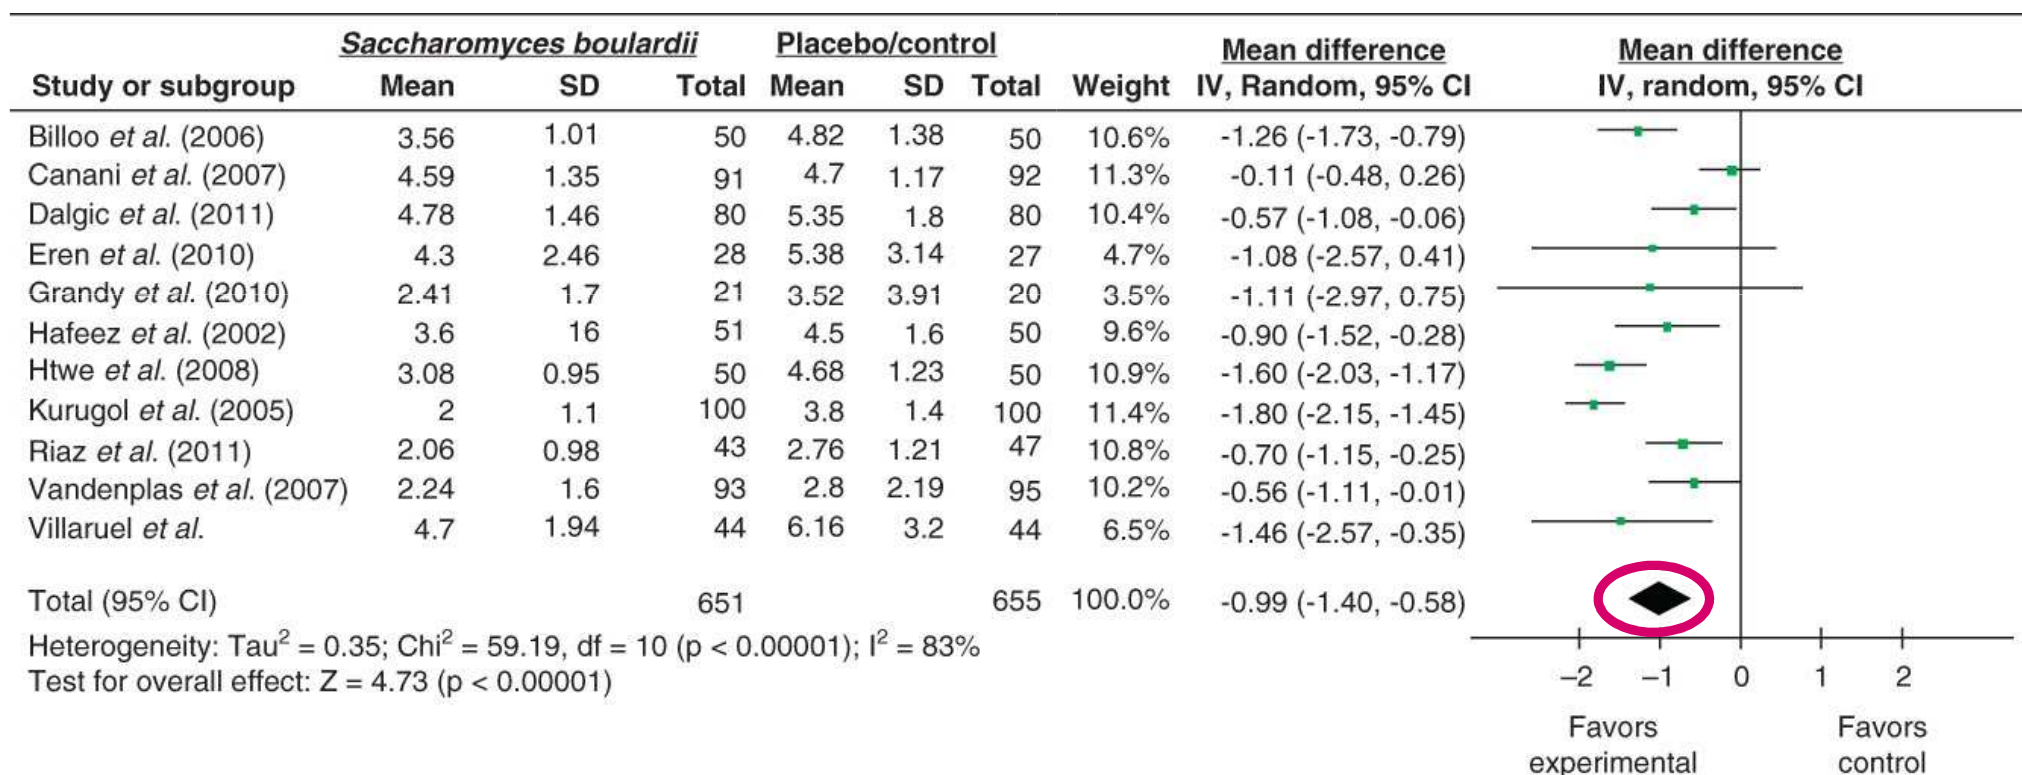 Saccharomyces boulardii Placebo/control Mean difference Mean difference
Study or subgroup Mean SD Total Mean SD Total Weight IV, Random, 95% CI IV, random, 95% CI
Billoo et al. (2006) 3.56 1.01 50 4.82 1.38 50 10.6% -1.26 (-1.73, -0.79)
Canani et al. (2007) 4.59 1.35 91 4.7 1.17 92 11.3% -0.11 (-0.48, 0.26)
Dalgic et al. (2011) 4.78 1.46 80 5.35 1.8 80 10.4% -0.57 (-1.08, -0.06)
Eren et al. (2010) 4.3 2.46 28 5.38 3.14 27 4.7% -1.08 (-2.57, 0.41)
Grandy et al. (2010) 2.41 1.7 21 3.52 3.91 20 3.5% -1.11 (-2.97, 0.75)
Hafeez et al. (2002) 3.6 16 51 4.5 1.6 50 9.6% -0.90 (-1.52, -0.28)
Htwe et al. (2008) 3.08 0.95 50 4.68 1.23 50 10.9% -1.60 (-2.03, -1.17)
Kurugol et al. (2005) 2 1.1 100 3.8 1.4 100 11.4% -1.80 (-2.15, -1.45)
Riaz et al. (2011) 2.06 0.98 43 2.76 1.21 47 10.8% -0.70 (-1.15, -0.25)
Vandenplas et al. (2007) 2.24 1.6 93 2.8 2.19 95 10.2% -0.56 (-1.11, -0.01)
Villaruel et al. 4.7 1.94 44 6.16 3.2 44 6.5% -1.46 (-2.57, -0.35)
Total (95% CI) 651 655 100.0% -0.99 (-1.40, -0.58)
Heterogeneity: Tau² = 0.35; Chi² = 59.19, df = 10 (p < 0.00001); I² = 83%
Test for overall effect: Z = 4.73 (p < 0.00001)
−2 −1 0 1 2
Favors Favors
experimental control